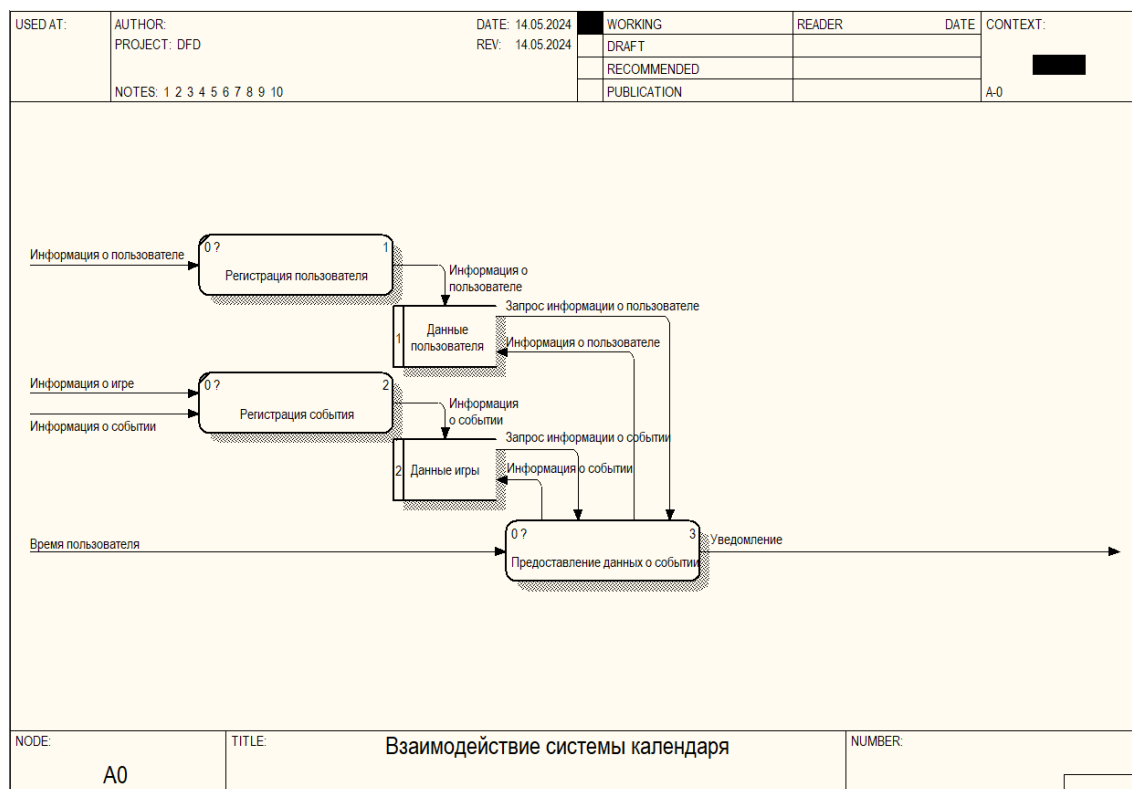 USED AT:
AUTHOR:
DATE: 14.05.2024
WORKING
READER
DATE
CONTEXT:
PROJECT: DFD
REV: 14.05.2024
DRAFT
RECOMMENDED
NOTES: 1 2 3 4 5 6 7 8 9 10
PUBLICATION
A-0
Информация о пользователе
0 ?
1
Регистрация пользователя
Информация о
пользователе
Запрос информации о пользователе
1
Данные
пользователя
Информация о пользователе
Информация о игре
0 ?
2
Регистрация события
Информация о событии
Информация
о событии
Запрос информации о событии
2
Данные игры
Информация о событии
Время пользователя
0 ?
3
Предоставление данных о событии
Уведомление
NODE:
A0
TITLE:
Взаимодействие системы календаря
NUMBER: